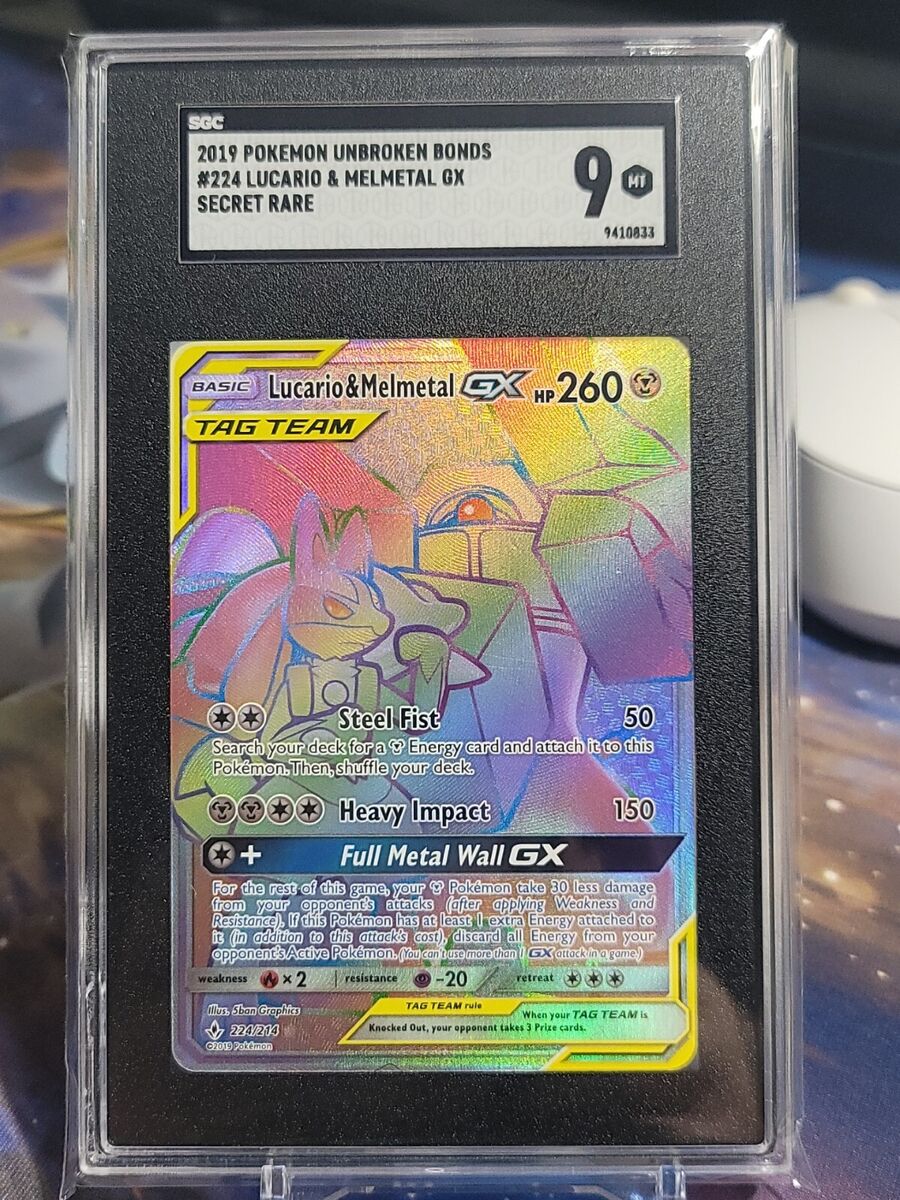 SGC
2019 POKEMON UNBROKEN BONDS
#224 LUCARIO & MELMETAL GX
SECRET RARE
9 MT
9410833
BASIC Lucario&Melmetal GX HP260
TAG TEAM
Steel Fist 50
Search your deck for a Energy card and attach it to this
Pokémon. Then, shuffle your deck.
Heavy Impact 150
+ Full Metal Wall GX
For the rest of this game, your Pokémon take 30 less damage
from your opponent's attacks (after applying Weakness and
Resistance). If this Pokémon has at least 1 extra Energy attached to
it (in addition to this attack's cost), discard all Energy from your
opponent's Active Pokémon. (You can't use more than 1 GX attack in a game.)
weakness ×2 resistance -20 retreat
TAG TEAM rule
When your TAG TEAM is
Knocked Out, your opponent takes 3 Prize cards.
Illus. 5ban Graphics
224/214
©2019 Pokémon